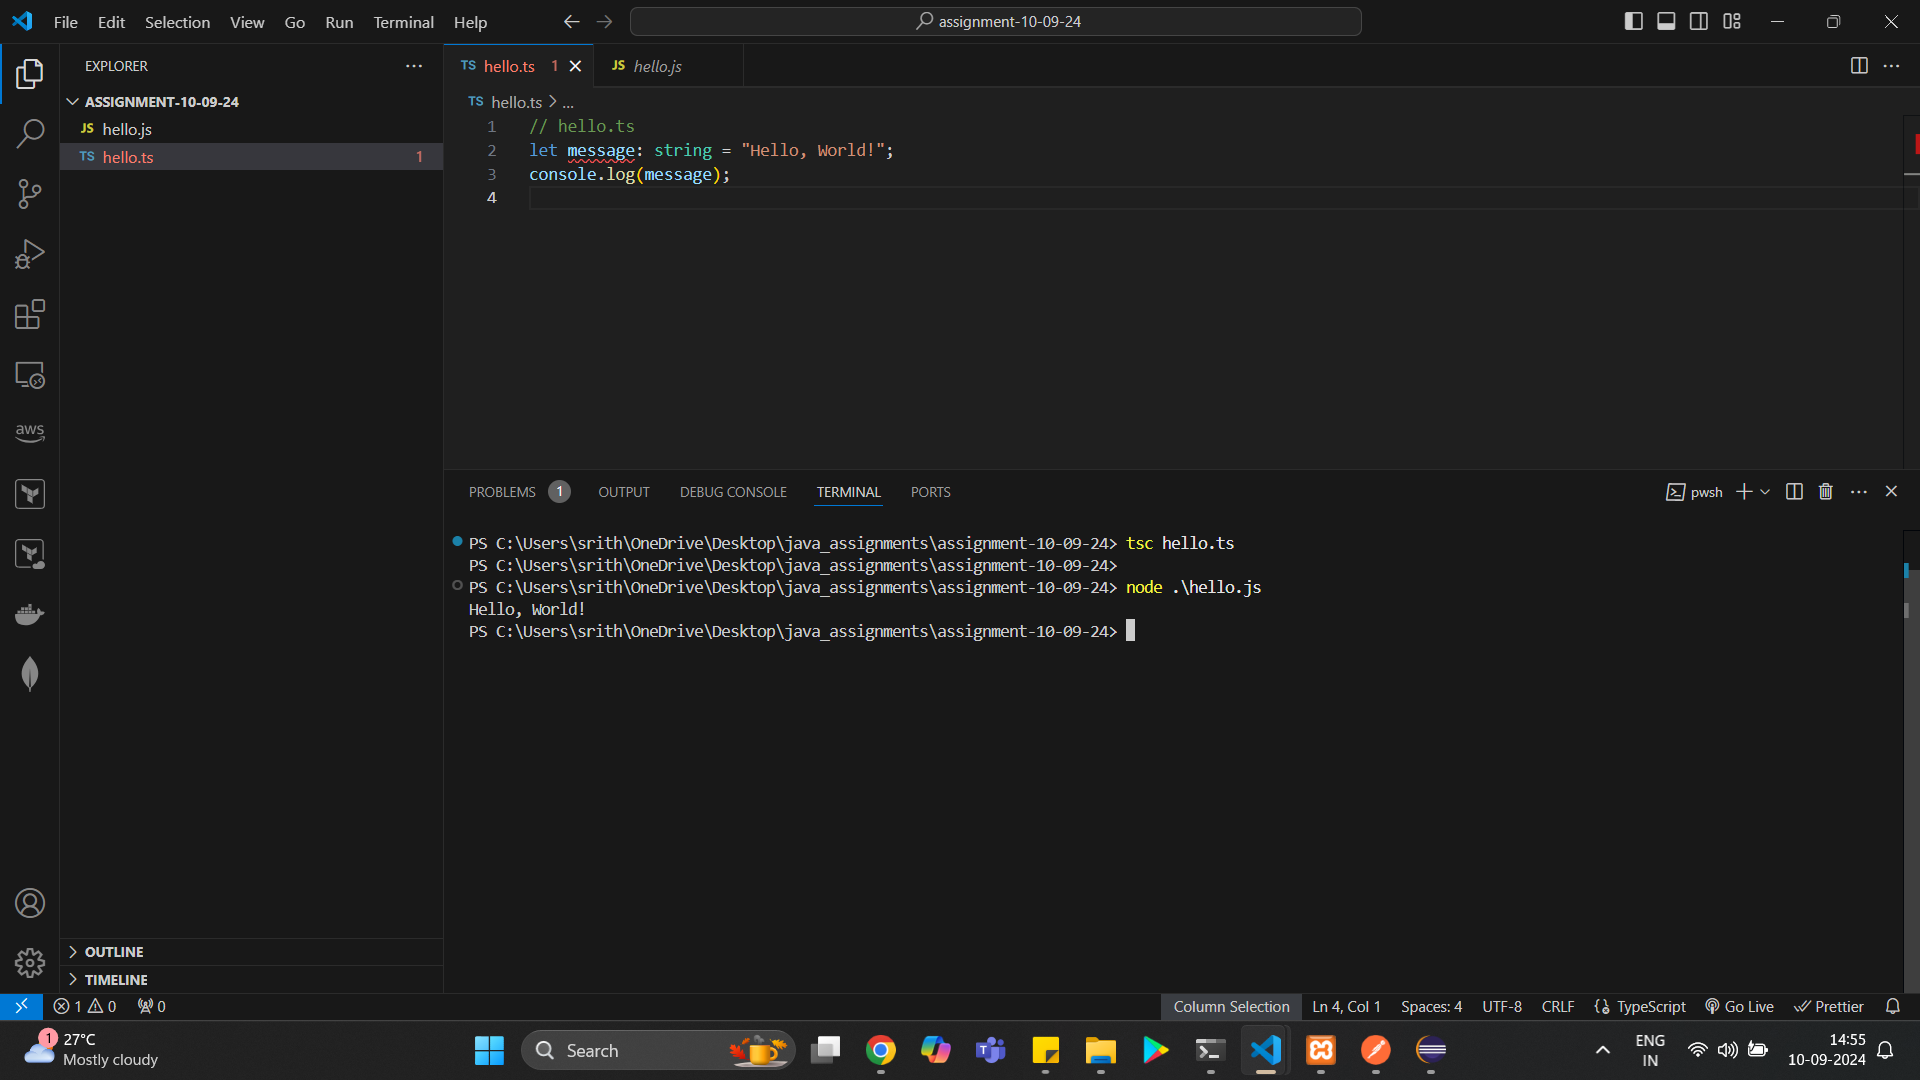 File Edit Selection View Go Run Terminal Help
assignment-10-09-24
EXPLORER
ASSIGNMENT-10-09-24
JS hello.js
TS hello.ts 1
aws
OUTLINE
TIMELINE
TS hello.ts 1
JS hello.js
TS hello.ts > ...
1 // hello.ts
2 let message: string = "Hello, World!";
3 console.log(message);
4
PROBLEMS 1 OUTPUT DEBUG CONSOLE TERMINAL PORTS
pwsh
PS C:\Users\srith\OneDrive\Desktop\java_assignments\assignment-10-09-24> tsc hello.ts
PS C:\Users\srith\OneDrive\Desktop\java_assignments\assignment-10-09-24>
PS C:\Users\srith\OneDrive\Desktop\java_assignments\assignment-10-09-24> node .\hello.js
Hello, World!
PS C:\Users\srith\OneDrive\Desktop\java_assignments\assignment-10-09-24>
1 0 0
Column Selection Ln 4, Col 1 Spaces: 4 UTF-8 CRLF TypeScript Go Live Prettier
1
27°C
Mostly cloudy
Search
ENG
IN
14:55
10-09-2024